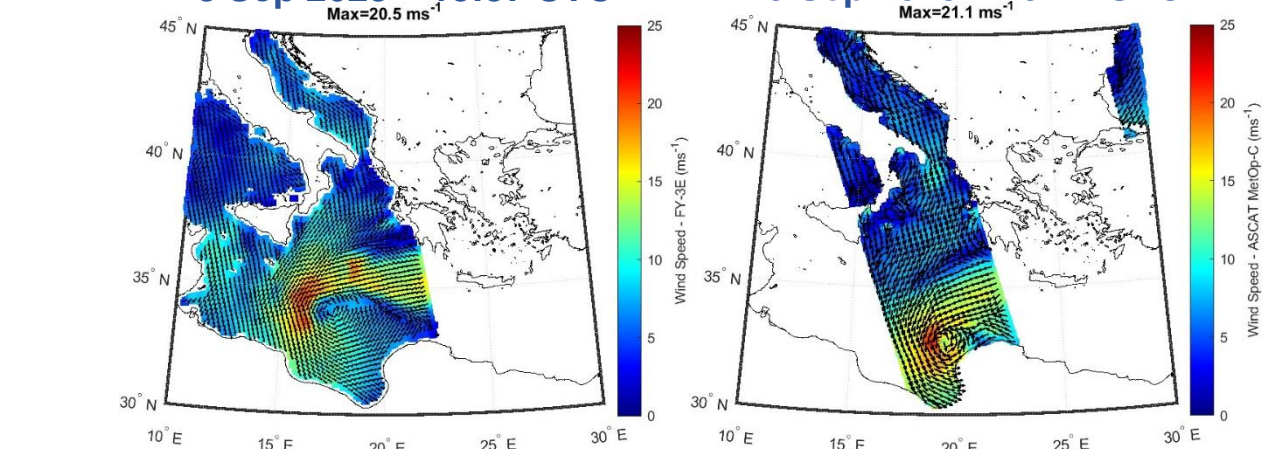 Max=20.5 ms-1
45° N
40° N
35° N
30° N
10° E
15° E
20° E
25° E
30° E
25
20
15
10
5
0
Wind Speed - FY-3E (ms-1)
Max=21.1 ms-1
45° N
40° N
35° N
30° N
10° E
15° E
20° E
25° E
30° E
25
20
15
10
5
0
Wind Speed - ASCAT MetOp-C (ms-1)